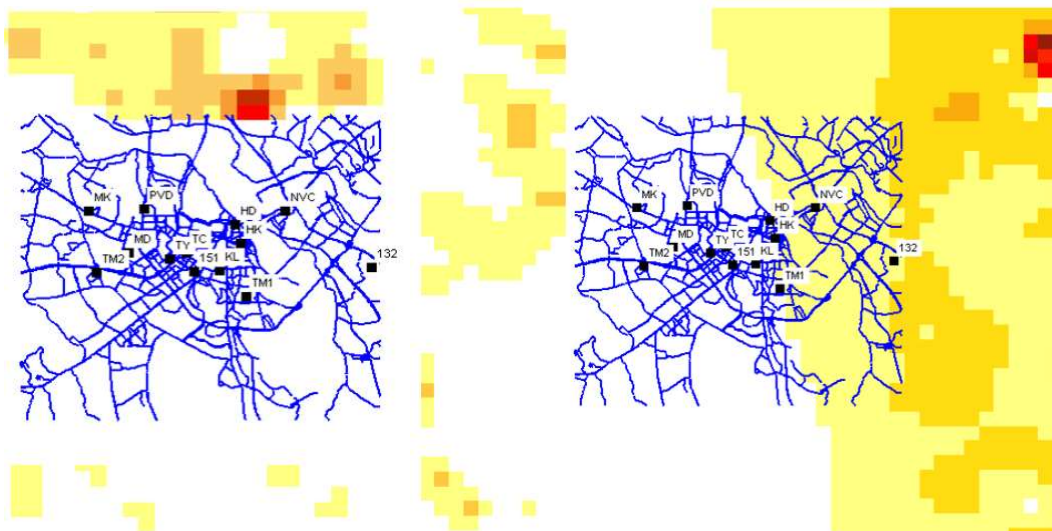 MK
PVD
NVC
HD
HK
MD
TY
TC
TM2
151
KL
132
TM1
MK
PVD
NVC
HD
HK
MD
TY
TC
TM2
151
KL
132
TM1